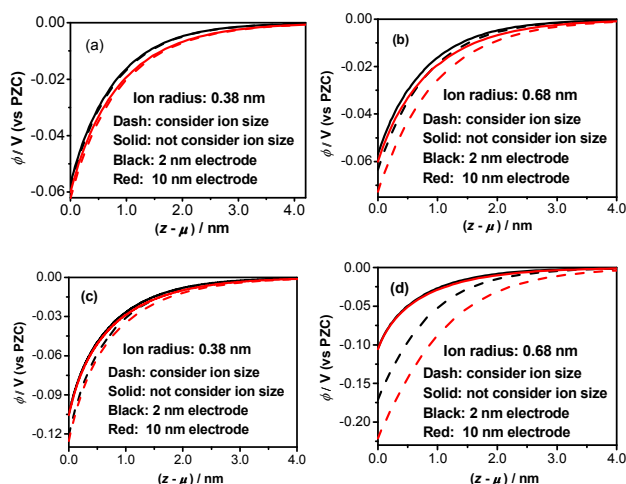 (a)
0.00
-0.02
-0.04
-0.06
ϕ / V (vs PZC)
Ion radius: 0.38 nm
Dash: consider ion size
Solid: not consider ion size
Black: 2 nm electrode
Red: 10 nm electrode
0.0 1.0 2.0 3.0 4.0
(z - μ) / nm
(b)
0.00
-0.02
-0.04
-0.06
ϕ / V (vs PZC)
Ion radius: 0.68 nm
Dash: consider ion size
Solid: not consider ion size
Black: 2 nm electrode
Red: 10 nm electrode
0.0 1.0 2.0 3.0 4.0
(z - μ) / nm
(c)
0.00
-0.03
-0.06
-0.09
-0.12
ϕ / V (vs PZC)
Ion radius: 0.38 nm
Dash: consider ion size
Solid: not consider ion size
Black: 2 nm electrode
Red: 10 nm electrode
0.0 1.0 2.0 3.0 4.0
(z - μ) / nm
(d)
0.00
-0.05
-0.10
-0.15
-0.20
ϕ / V (vs PZC)
Ion radius: 0.68 nm
Dash: consider ion size
Solid: not consider ion size
Black: 2 nm electrode
Red: 10 nm electrode
0.0 1.0 2.0 3.0 4.0
(z - μ) / nm